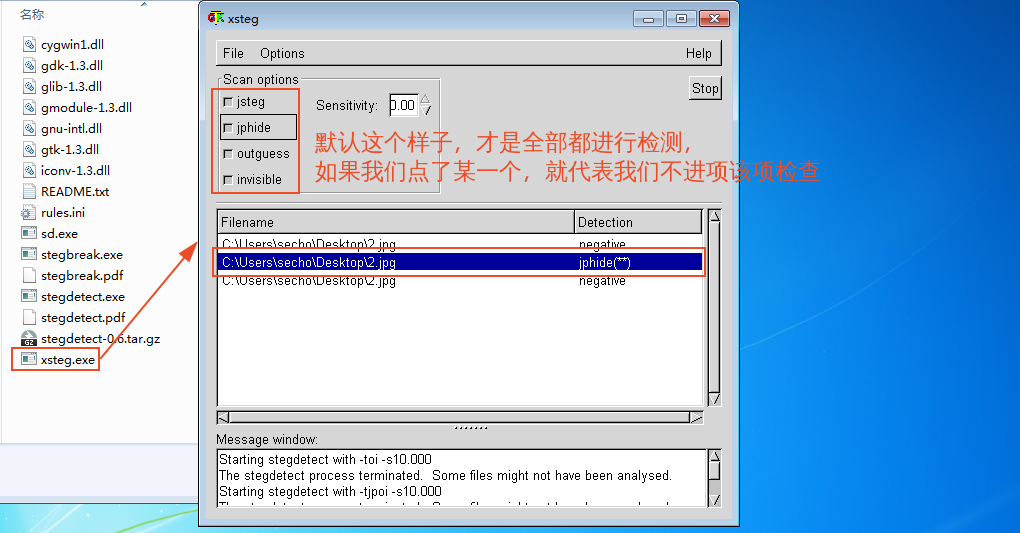 名称
cygwin1.dll
gdk-1.3.dll
glib-1.3.dll
gmodule-1.3.dll
gnu-intl.dll
gtk-1.3.dll
iconv-1.3.dll
README.txt
rules.ini
sd.exe
stegbreak.exe
stegbreak.pdf
stegdetect.exe
stegdetect.pdf
stegdetect-0.6.tar.gz
xsteg.exe
xsteg
File Options Help
Scan options
Stop
jsteg
Sensitivity: 0.00
jphide
outguess
invisible
默认这个样子，才是全部都进行检测，
如果我们点了某一个，就代表我们不进项该项检查
Filename Detection
C:\Users\secho\Desktop\2.jpg negative
C:\Users\secho\Desktop\2.jpg jphide(**)
C:\Users\secho\Desktop\2.jpg negative
Message window:
Starting stegdetect with -toi -s10.000
The stegdetect process terminated. Some files might not have been analysed.
Starting stegdetect with -tjpoi -s10.000